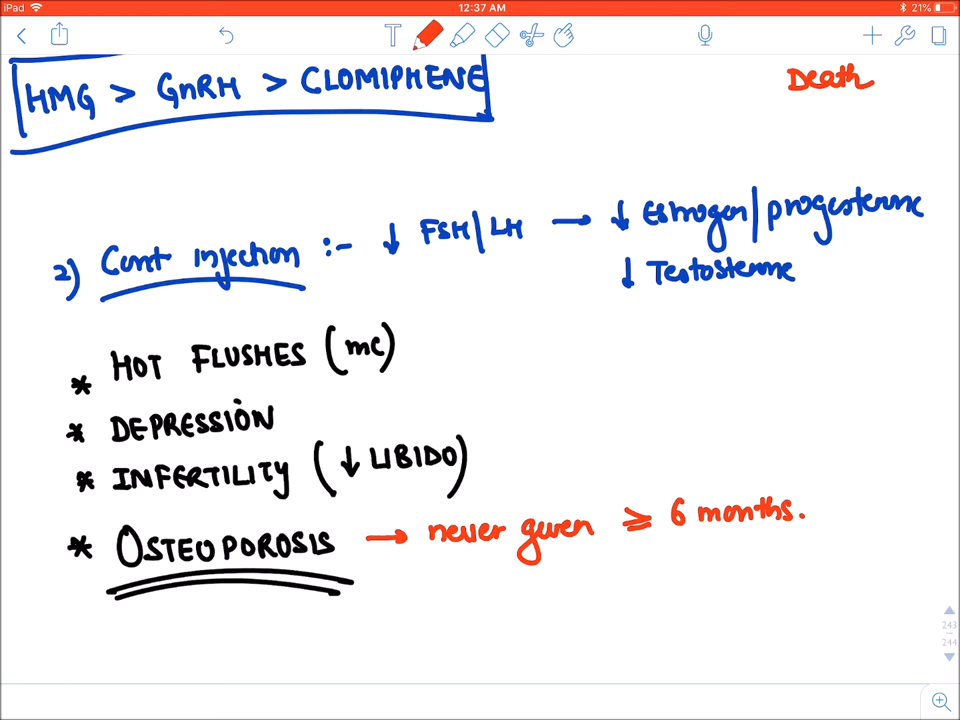 iPad 12:37 AM 21%
T
HMG > GnRH > CLOMIPHENE
Death
2) Cont injection :- ↓ FSH/LH → ↓ Estrogen/progesterone
↓ Testosterone
* HOT FLUSHES (mc)
* DEPRESSION
* INFERTILITY (↓ LIBIDO)
* OSTEOPOROSIS → never given ≥ 6 months.
243
244